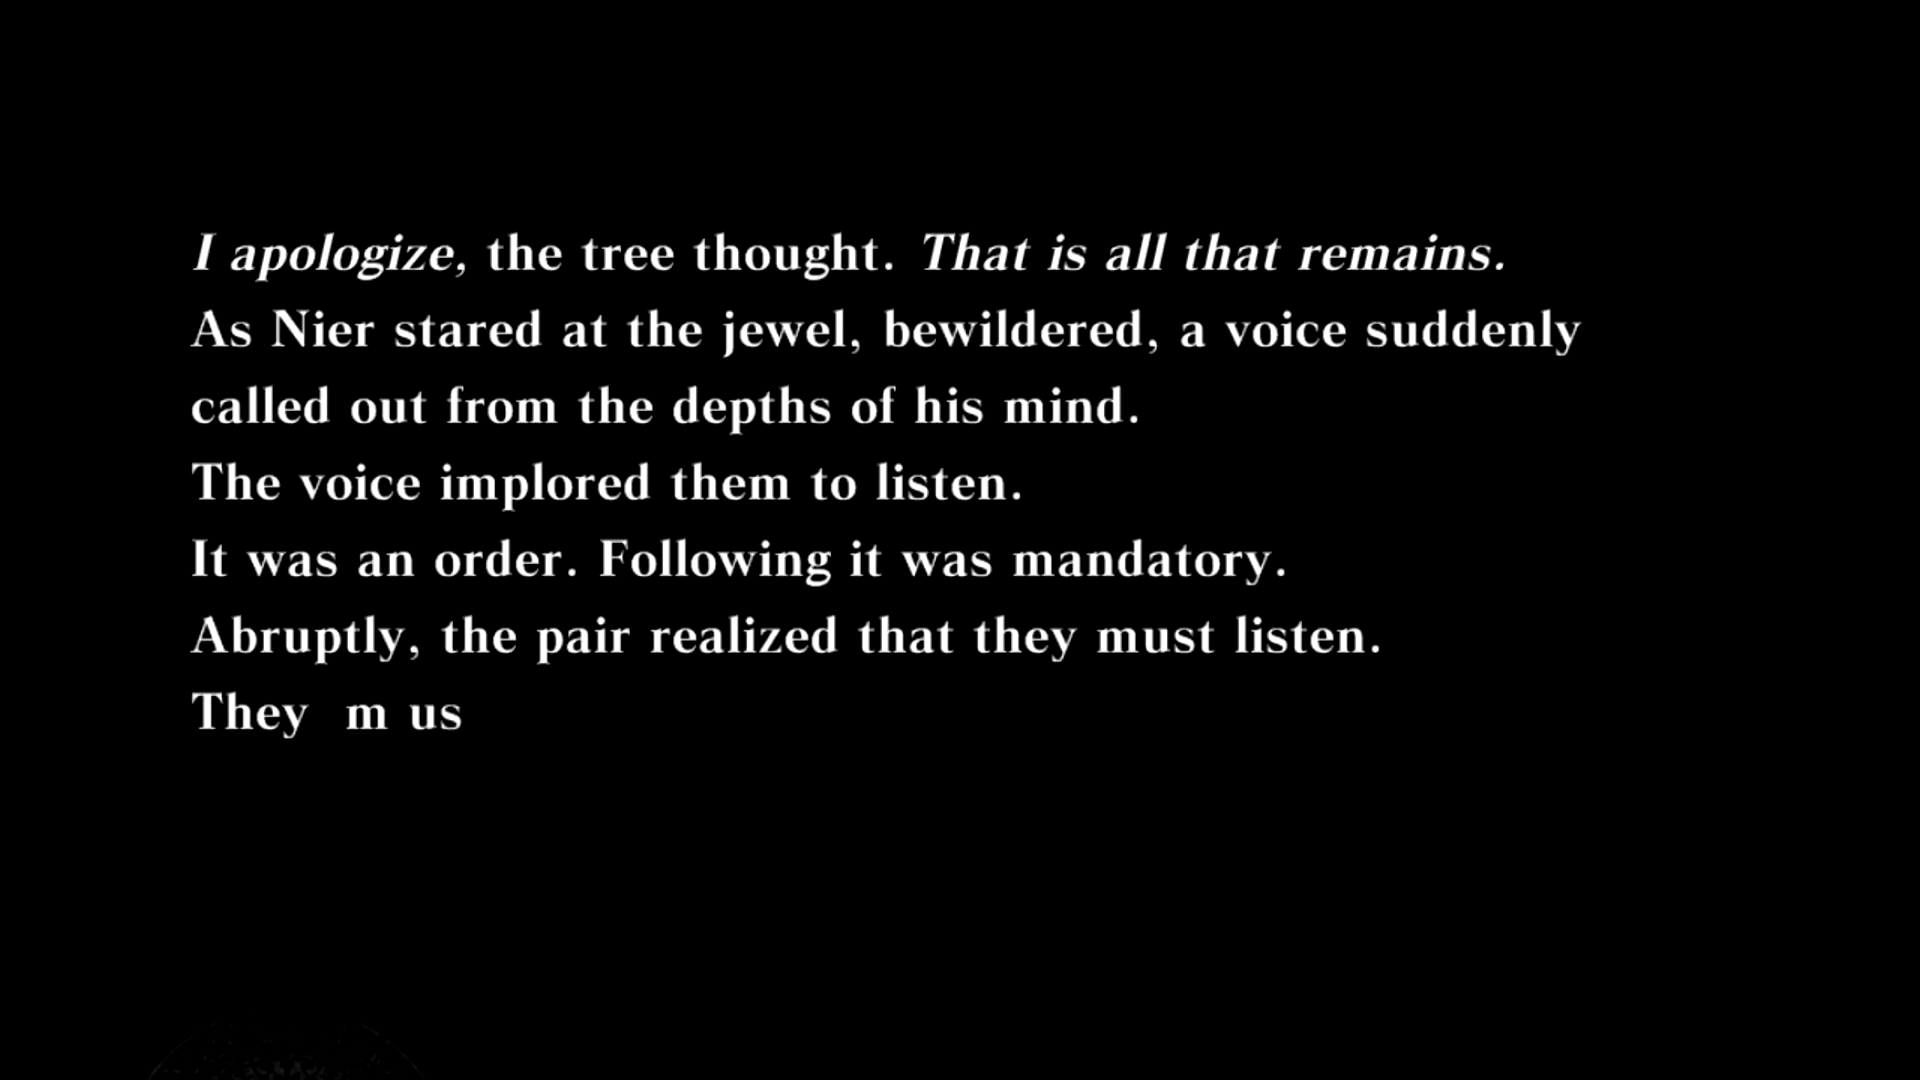 I apologize, the tree thought. That is all that remains.
As Nier stared at the jewel, bewildered, a voice suddenly
called out from the depths of his mind.
The voice implored them to listen.
It was an order. Following it was mandatory.
Abruptly, the pair realized that they must listen.
They  m us